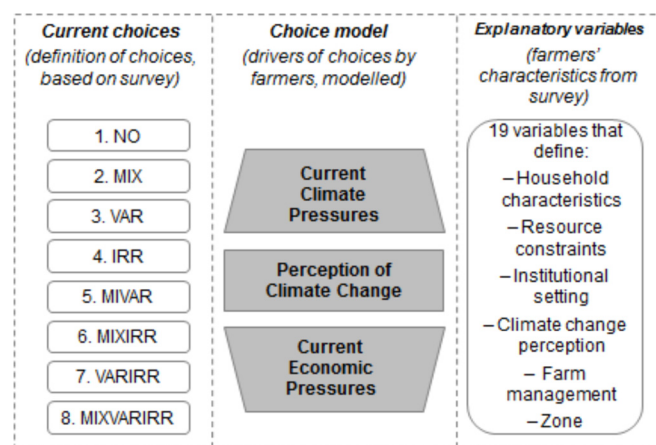 Current choices
(definition of choices,
based on survey)
1. NO
2. MIX
3. VAR
4. IRR
5. MIVAR
6. MIXIRR
7. VARIRR
8. MIXVARIRR
Choice model
(drivers of choices by
farmers, modelled)
Current
Climate
Pressures
Perception of
Climate Change
Current
Economic
Pressures
Explanatory variables
(farmers'
characteristics from
survey)
19 variables that
define:
– Household
characteristics
– Resource
constraints
– Institutional
setting
– Climate change
perception
– Farm
management
– Zone